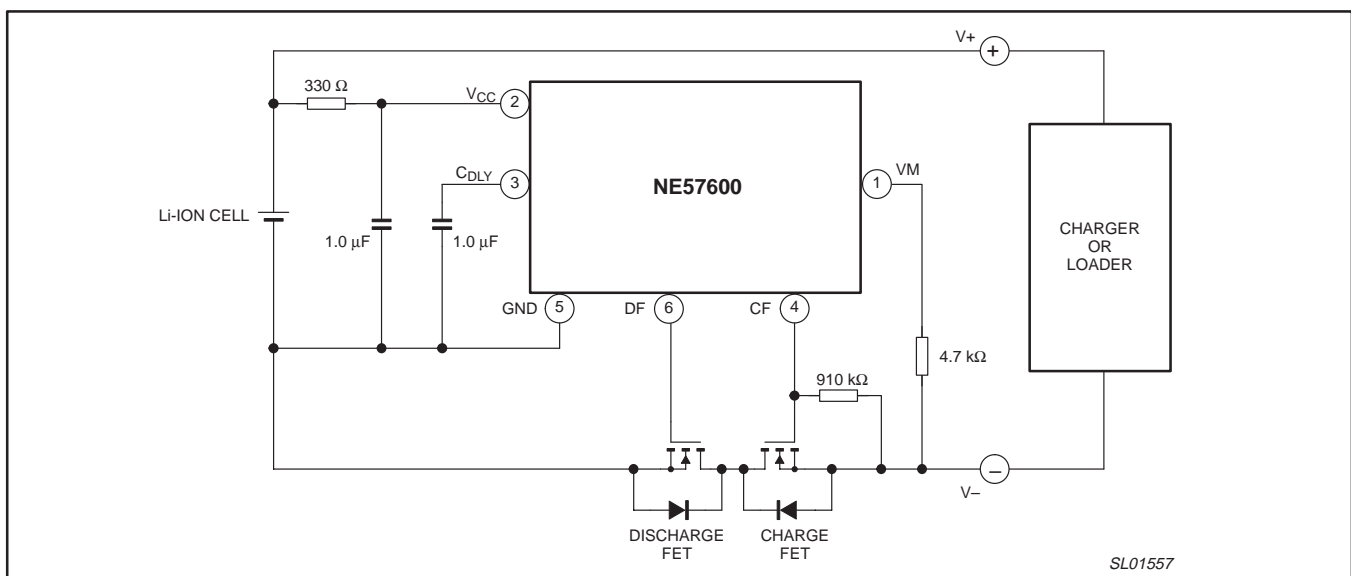 V+
330 Ω
VCC
2
NE57600
CDLY
3
1
VM
Li-ION CELL
1.0 μF
1.0 μF
CHARGER
OR
LOADER
GND
5
DF
6
CF
4
4.7 kΩ
910 kΩ
V–
DISCHARGE
FET
CHARGE
FET
SL01557